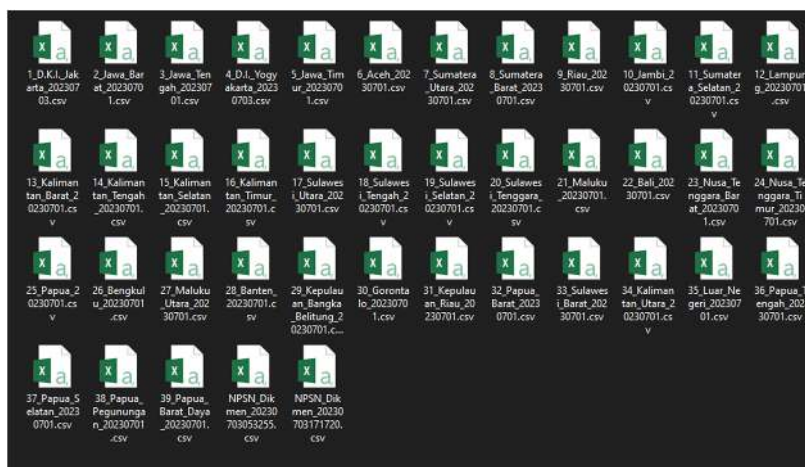 1_D.K.I._Jak 2_Jawa_Bar 3_Jawa_Ten 4_D.I._Yogy 5_Jawa_Tim 6_Aceh_202 7_Sumatera 8_Sumatera 9_Riau_202 10_Jambi_2 11_Sumater 12_Lampun
arta_202307 at_2023070 gah_202307 akarta_2023 ur_2023070 30701.csv _Utara_202 _Barat_2023 30701.csv 0230701.cs a_Selatan_2 g_20230701
03.csv 1.csv 01.csv 0703.csv 1.csv 30701.csv 0701.csv v 0230701.cs .csv
v
13_Kaliman 14_Kaliman 15_Kaliman 16_Kaliman 17_Sulawes 18_Sulawes 19_Sulawes 20_Sulawes 21_Maluku 22_Bali_202 23_Nusa_Te 24_Nusa_Te
tan_Barat_2 tan_Tengah tan_Selatan tan_Timur_ i_Utara_202 i_Tengah_2 i_Selatan_2 i_Tenggara_ _20230701. 30701.csv nggara_Bar nggara_Ti
0230701.cs _20230701. _20230701. 20230701.c 30701.csv 0230701.cs 0230701.cs 20230701.c csv at_2023070 mur_20230
v csv csv sv v v sv 1.csv 701.csv
25_Papua_2 26_Bengkul 27_Maluku 28_Banten_ 29_Kepulau 30_Goronta 31_Kepulau 32_Papua_ 33_Sulawes 34_Kaliman 35_Luar_Ne 36_Papua_T
0230701.cs u_20230701 _Utara_202 20230701.c an_Bangka lo_2023070 an_Riau_20 Barat_2023 i_Barat_202 tan_Utara_2 geri_202307 engah_202
v .csv 30701.csv sv _Belitung_2 1.csv 230701.csv 0701.csv 30701.csv 0230701.cs 01.csv 30701.csv
0230701.c... v
37_Papua_S 38_Papua_ 39_Papua_ NPSN_Dik NPSN_Dik
elatan_2023 Pegununga Barat_Daya men_20230 men_20230
0701.csv n_20230701 _20230701. 703053255. 703171720.
.csv csv csv csv